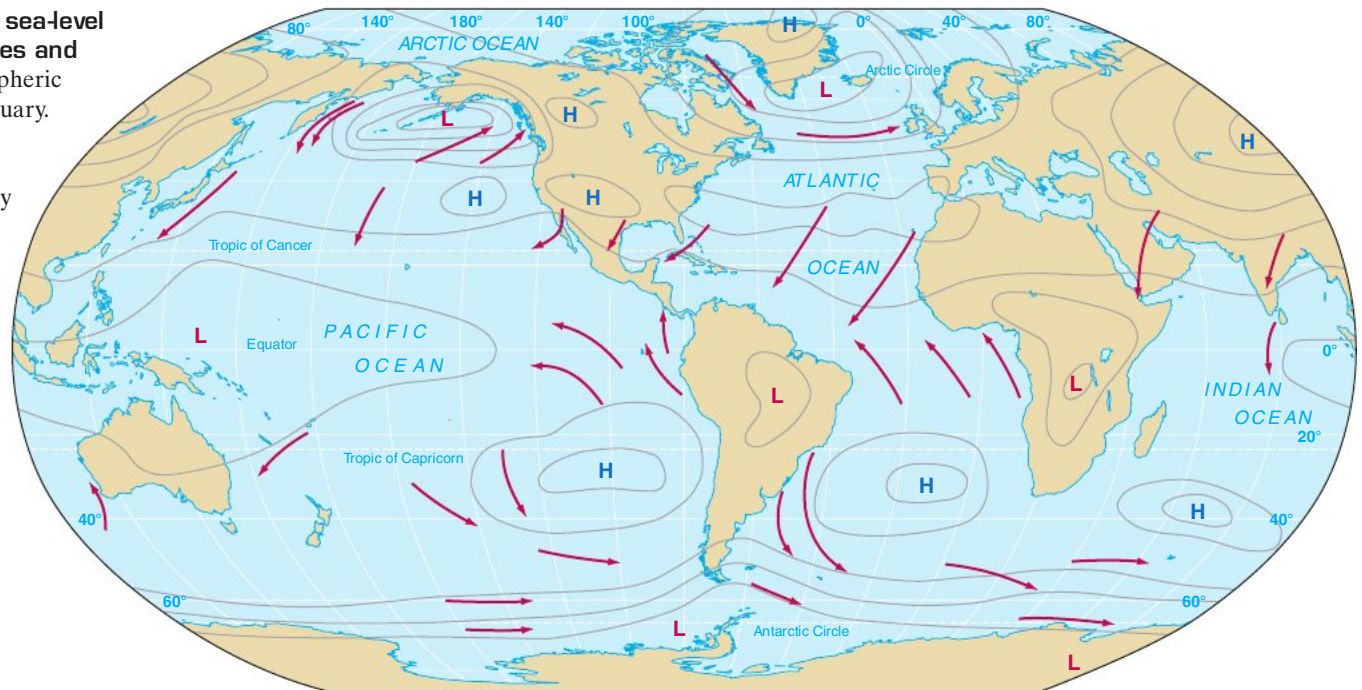 sea-level
es and
pheric
uary.
y
80° 140° 180° 140° 100° 0° 40° 80°
ARCTIC OCEAN
H
Arctic Circle
L
L
H
H
ATLANTIC
H
H
Tropic of Cancer
OCEAN
L
PACIFIC
Equator
OCEAN
0°
L
L
INDIAN
OCEAN
20°
Tropic of Capricorn
H
H
H
40°
40°
60°
60°
L
Antarctic Circle
L